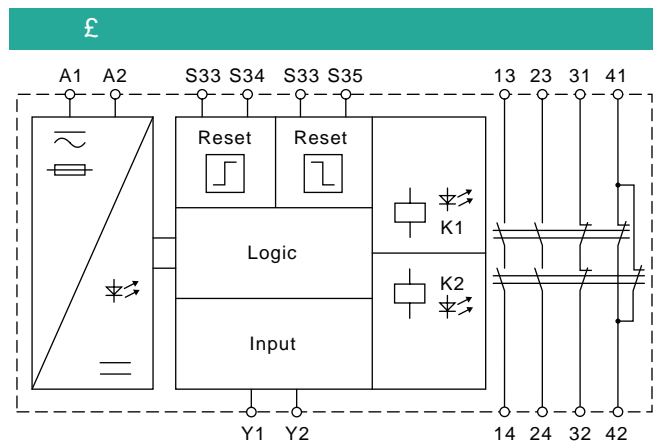 £
A1 A2 S33 S34 S33 S35 13 23 31 41
Reset Reset
K1
Logic
K2
Input
Y1 Y2 14 24 32 42